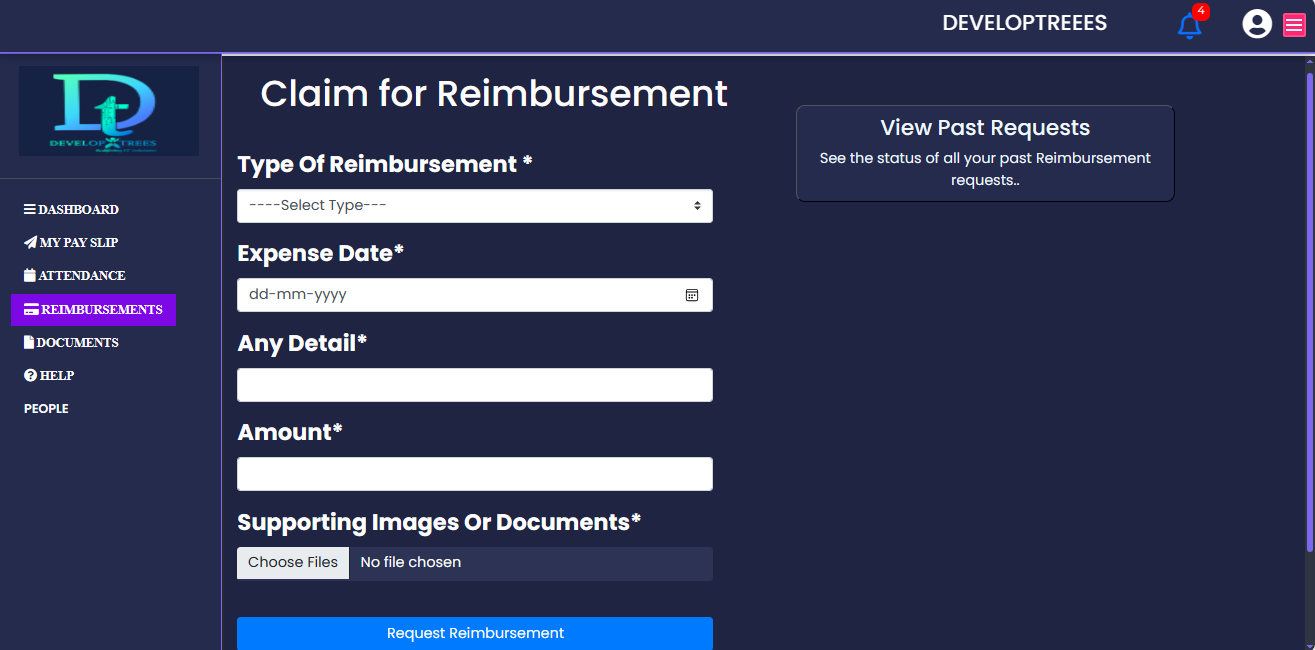 DEVELOPTREEES
4
Dt
DEVELOP TREES
DASHBOARD
MY PAY SLIP
ATTENDANCE
REIMBURSEMENTS
DOCUMENTS
HELP
PEOPLE
Claim for Reimbursement
Type Of Reimbursement *
----Select Type---
Expense Date*
dd-mm-yyyy
Any Detail*
Amount*
Supporting Images Or Documents*
Choose Files No file chosen
Request Reimbursement
View Past Requests
See the status of all your past Reimbursement
requests..